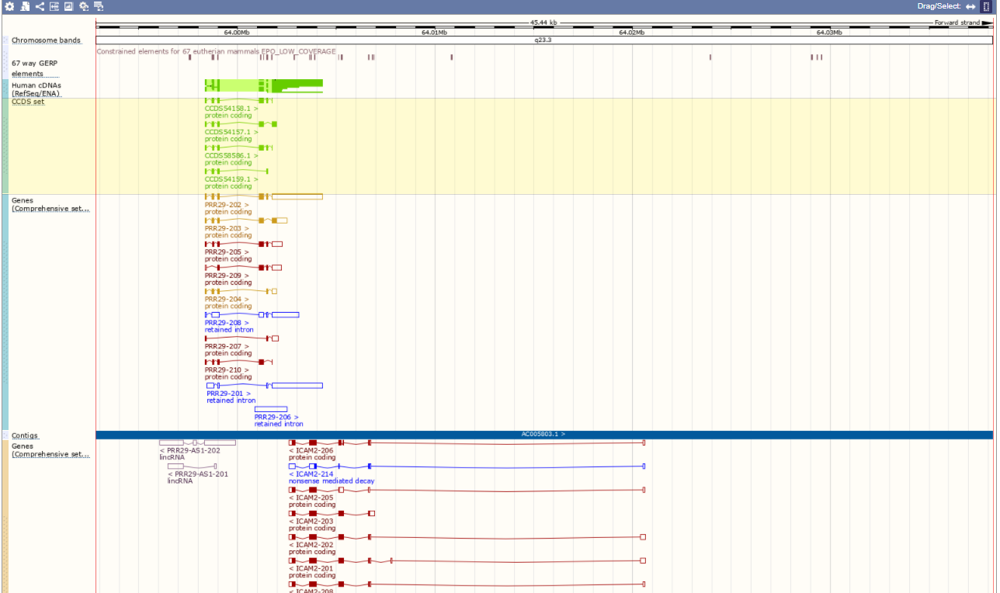 Drag/Select:
45.44 kb
Forward strand
64.00Mb 64.01Mb 64.02Mb 64.03Mb
Chromosome bands
q23.3
Constrained elements for 67 eutherian mammals EPO_LOW_COVERAGE
67 way GERP
elements
Human cDNAs
(RefSeq/ENA)
CCDS set
CCDS54158.1 >
protein coding
CCDS54157.1 >
protein coding
CCDS58586.1 >
protein coding
CCDS54159.1 >
protein coding
Genes
(Comprehensive set...
PRR29-202 >
protein coding
PRR29-203 >
protein coding
PRR29-205 >
protein coding
PRR29-209 >
protein coding
PRR29-204 >
protein coding
PRR29-208 >
retained intron
PRR29-207 >
protein coding
PRR29-210 >
protein coding
PRR29-201 >
retained intron
PRR29-206 >
retained intron
Contigs
AC005803.1 >
Genes
(Comprehensive set...
< PRR29-AS1-202
lincRNA
< PRR29-AS1-201
lincRNA
< ICAM2-206
protein coding
< ICAM2-214
nonsense mediated decay
< ICAM2-205
protein coding
< ICAM2-203
protein coding
< ICAM2-202
protein coding
< ICAM2-201
protein coding
< ICAM2-208